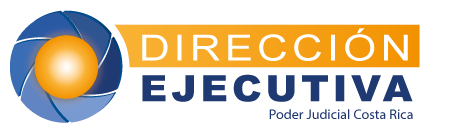 DIRECCIÓN
EJECUTIVA
Poder Judicial Costa Rica